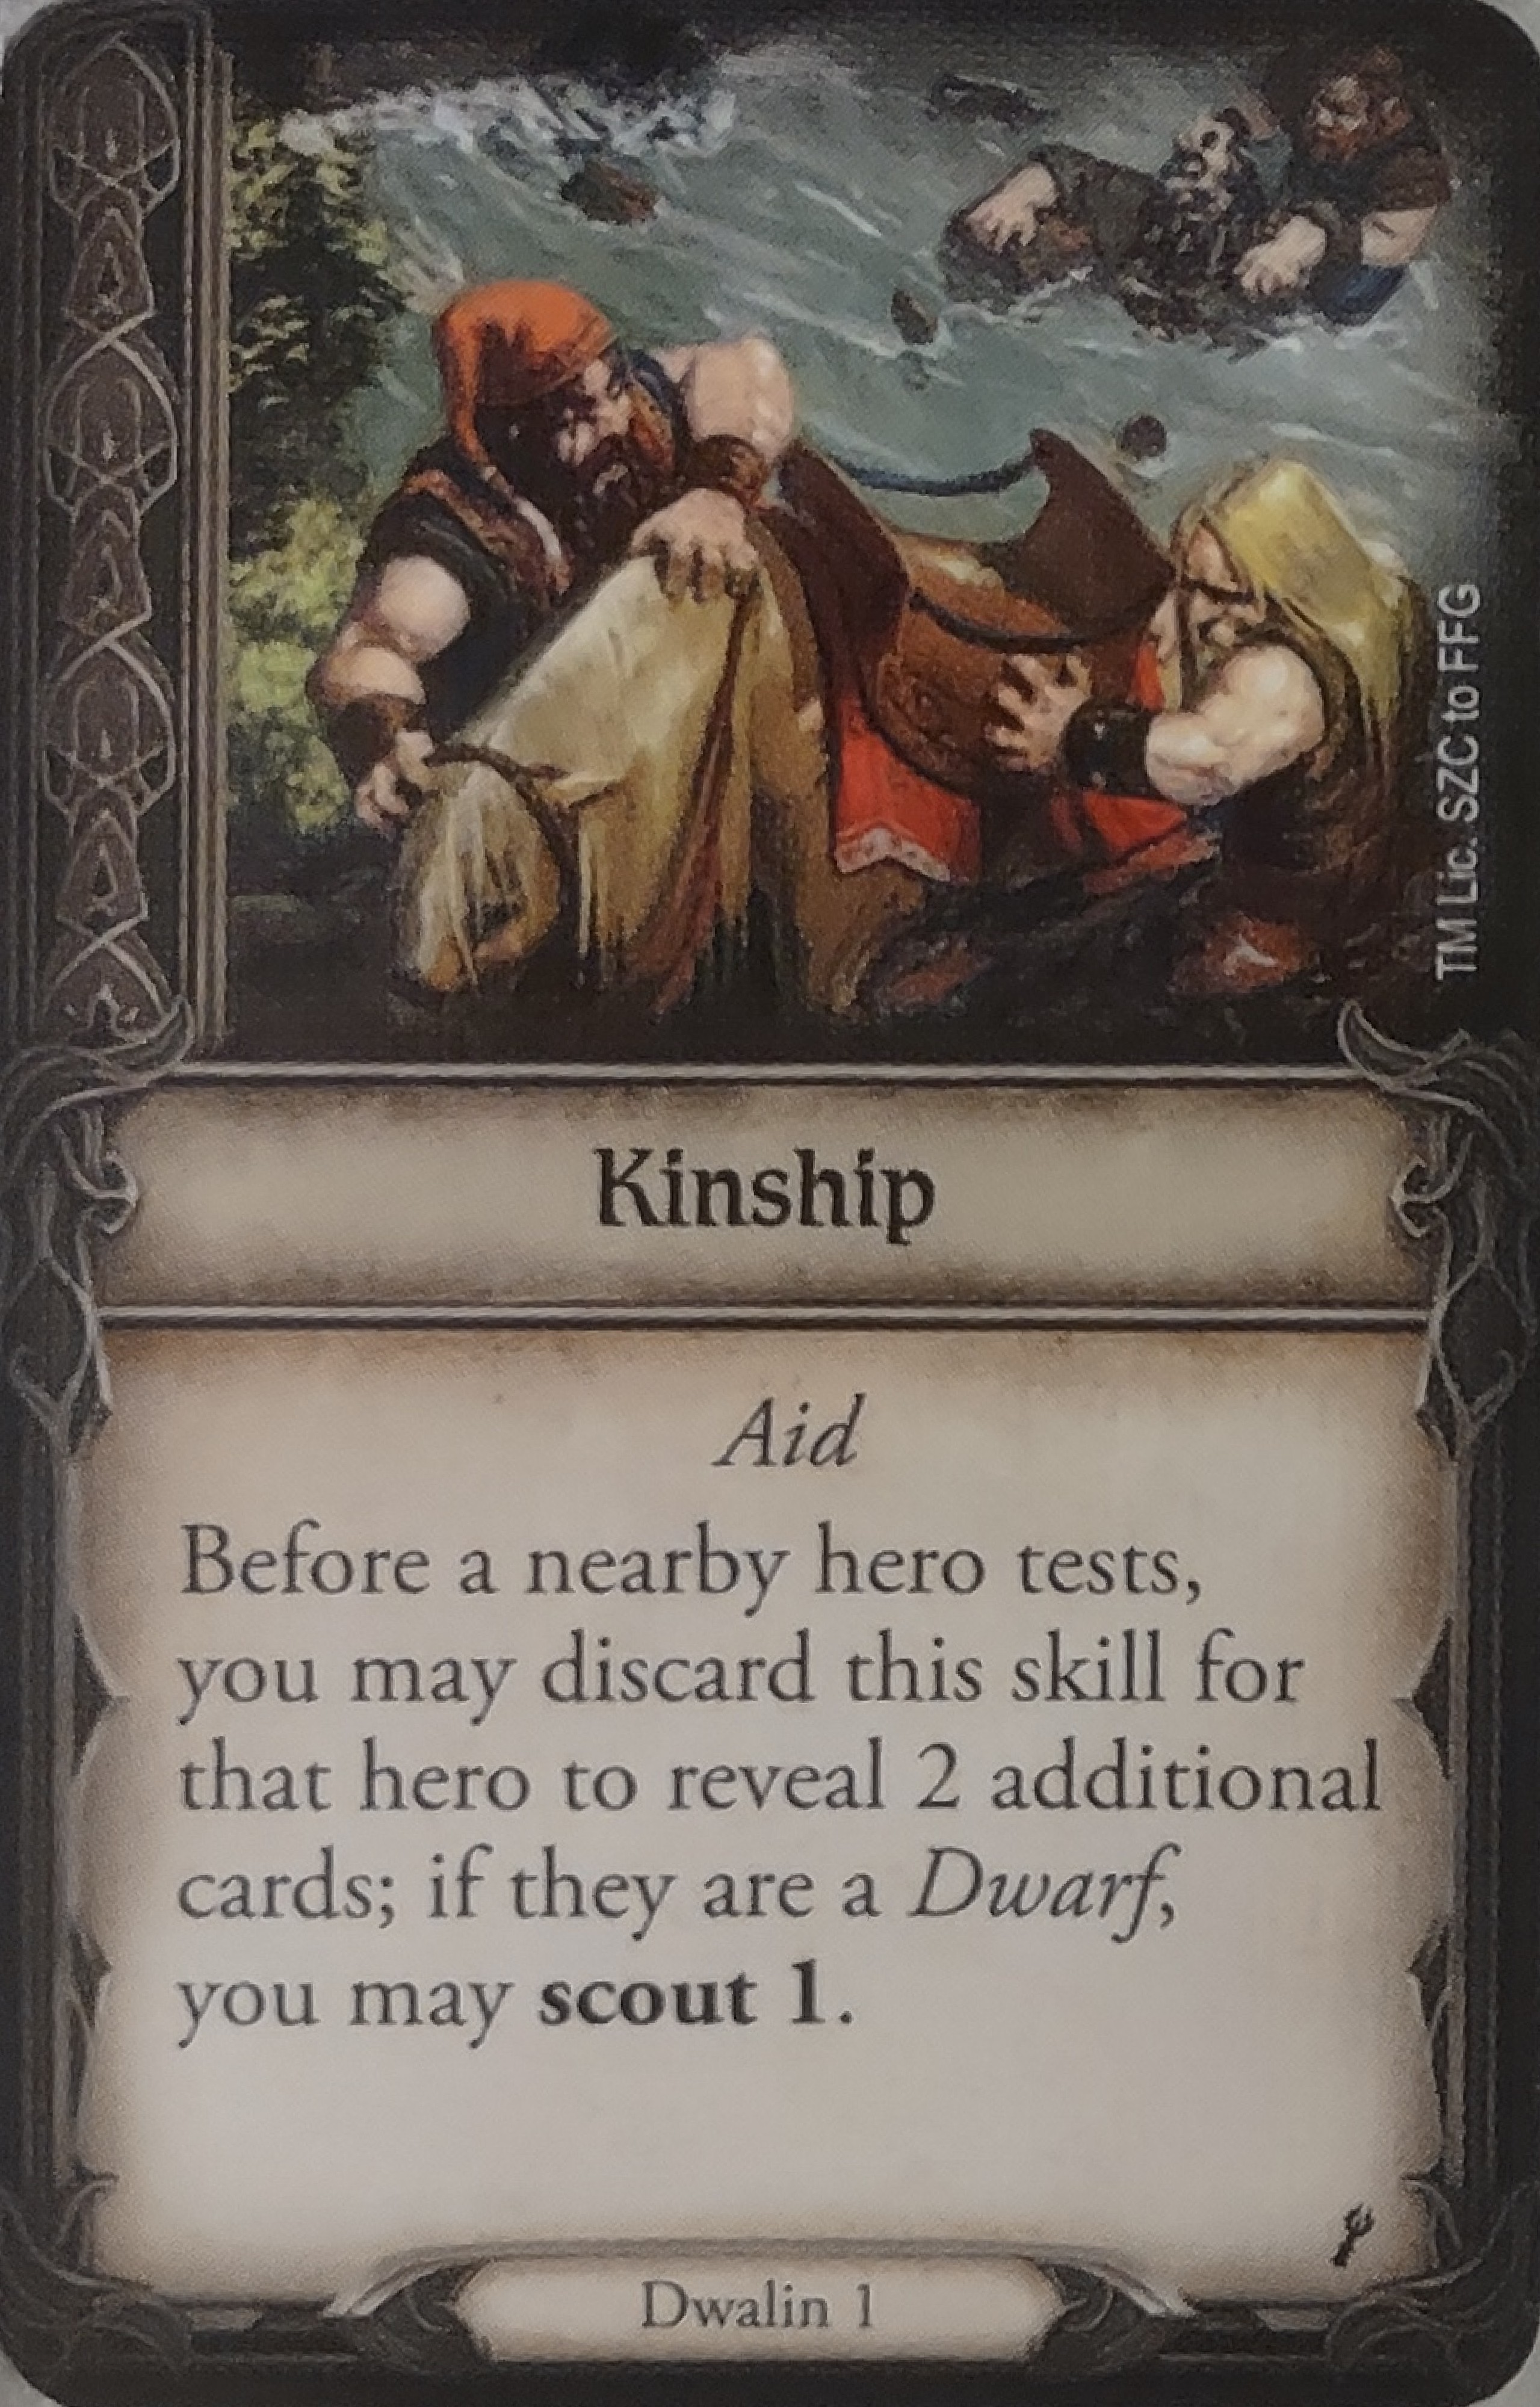 TM Lic. SZC to FFG
Kinship
Aid
Before a nearby hero tests,
you may discard this skill for
that hero to reveal 2 additional
cards; if they are a Dwarf,
you may scout 1.
Dwalin 1